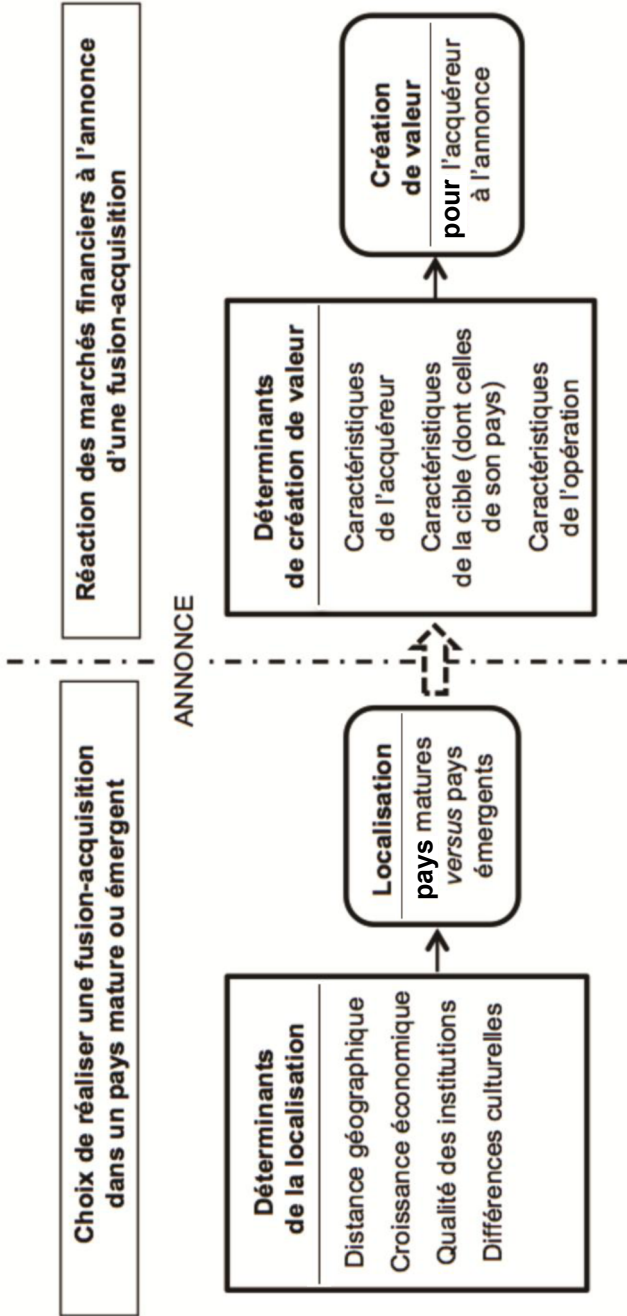 Choix de réaliser une fusion-acquisition
dans un pays mature ou émergent
Déterminants
de la localisation
Distance géographique
Croissance économique
Qualité des institutions
Différences culturelles
Localisation
pays matures
versus pays
émergents
ANNONCE
Réaction des marchés financiers à l'annonce
d'une fusion-acquisition
Déterminants
de création de valeur
Caractéristiques
de l'acquéreur
Caractéristiques
de la cible (dont celles
de son pays)
Caractéristiques
de l'opération
Création
de valeur
pour l'acquéreur
à l'annonce